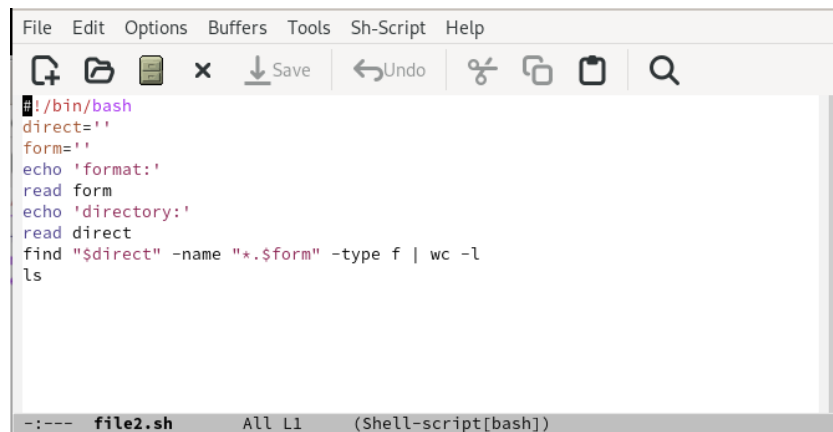 File Edit Options Buffers Tools Sh-Script Help
Save Undo
#!/bin/bash
direct=''
form=''
echo 'format:'
read form
echo 'directory:'
read direct
find "$direct" -name "*.$form" -type f | wc -l
ls
-:--- file2.sh All L1 (Shell-script[bash])